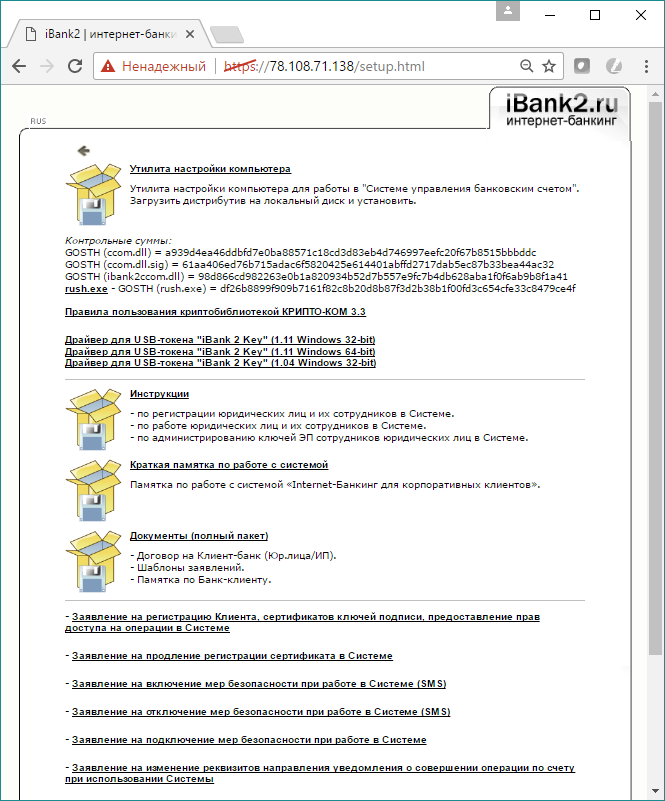 iBank2 | интернет-банки
Ненадежный https://78.108.71.138/setup.html
iBank2.ru
интернет-банкинг
RUS
Утилита настройки компьютера
Утилита настройки компьютера для работы в "Системе управления банковским счетом".
Загрузить дистрибутив на локальный диск и установить.
Контрольные суммы:
GOSTH (ccom.dll) = a939d4ea46ddbfd7e0ba88571c18cd3d83eb4d746997eefc20f67b8515bbbddc
GOSTH (ccom.dll.sig) = 61aa406ed76b715adac6f5820425e614401abffd2717dab5ec87b33bea44ac32
GOSTH (ibank2ccom.dll) = 98d866cd982263e0b1a820934b52d7b557e9fc7b4db628aba1f0f6ab9b8f1a41
rush.exe - GOSTH (rush.exe) = df26b8899f909b7161f82c8b20d8b87f3d2b38b1f00fd3c654cfe33c8479ce4f
Правила пользования криптобиблиотекой КРИПТО-КОМ 3.3
Драйвер для USB-токена "iBank 2 Key" (1.11 Windows 32-bit)
Драйвер для USB-токена "iBank 2 Key" (1.11 Windows 64-bit)
Драйвер для USB-токена "iBank 2 Key" (1.04 Windows 32-bit)
Инструкции
- по регистрации юридических лиц и их сотрудников в Системе.
- по работе юридических лиц и их сотрудников в Системе.
- по администрированию ключей ЭП сотрудников юридических лиц в Системе.
Краткая памятка по работе с системой
Памятка по работе с системой «Internet-Банкинг для корпоративных клиентов».
Документы (полный пакет)
- Договор на Клиент-банк (Юр.лица/ИП).
- Шаблоны заявлений.
- Памятка по Банк-клиенту.
- Заявление на регистрацию Клиента, сертификатов ключей подписи, предоставление прав
доступа на операции в Системе
- Заявление на продление регистрации сертификата в Системе
- Заявление на включение мер безопасности при работе в Системе (SMS)
- Заявление на отключение мер безопасности при работе в Системе (SMS)
- Заявление на подключение мер безопасности при работе в Системе
- Заявление на изменение реквизитов направления уведомления о совершении операции по счету
при использовании Системы